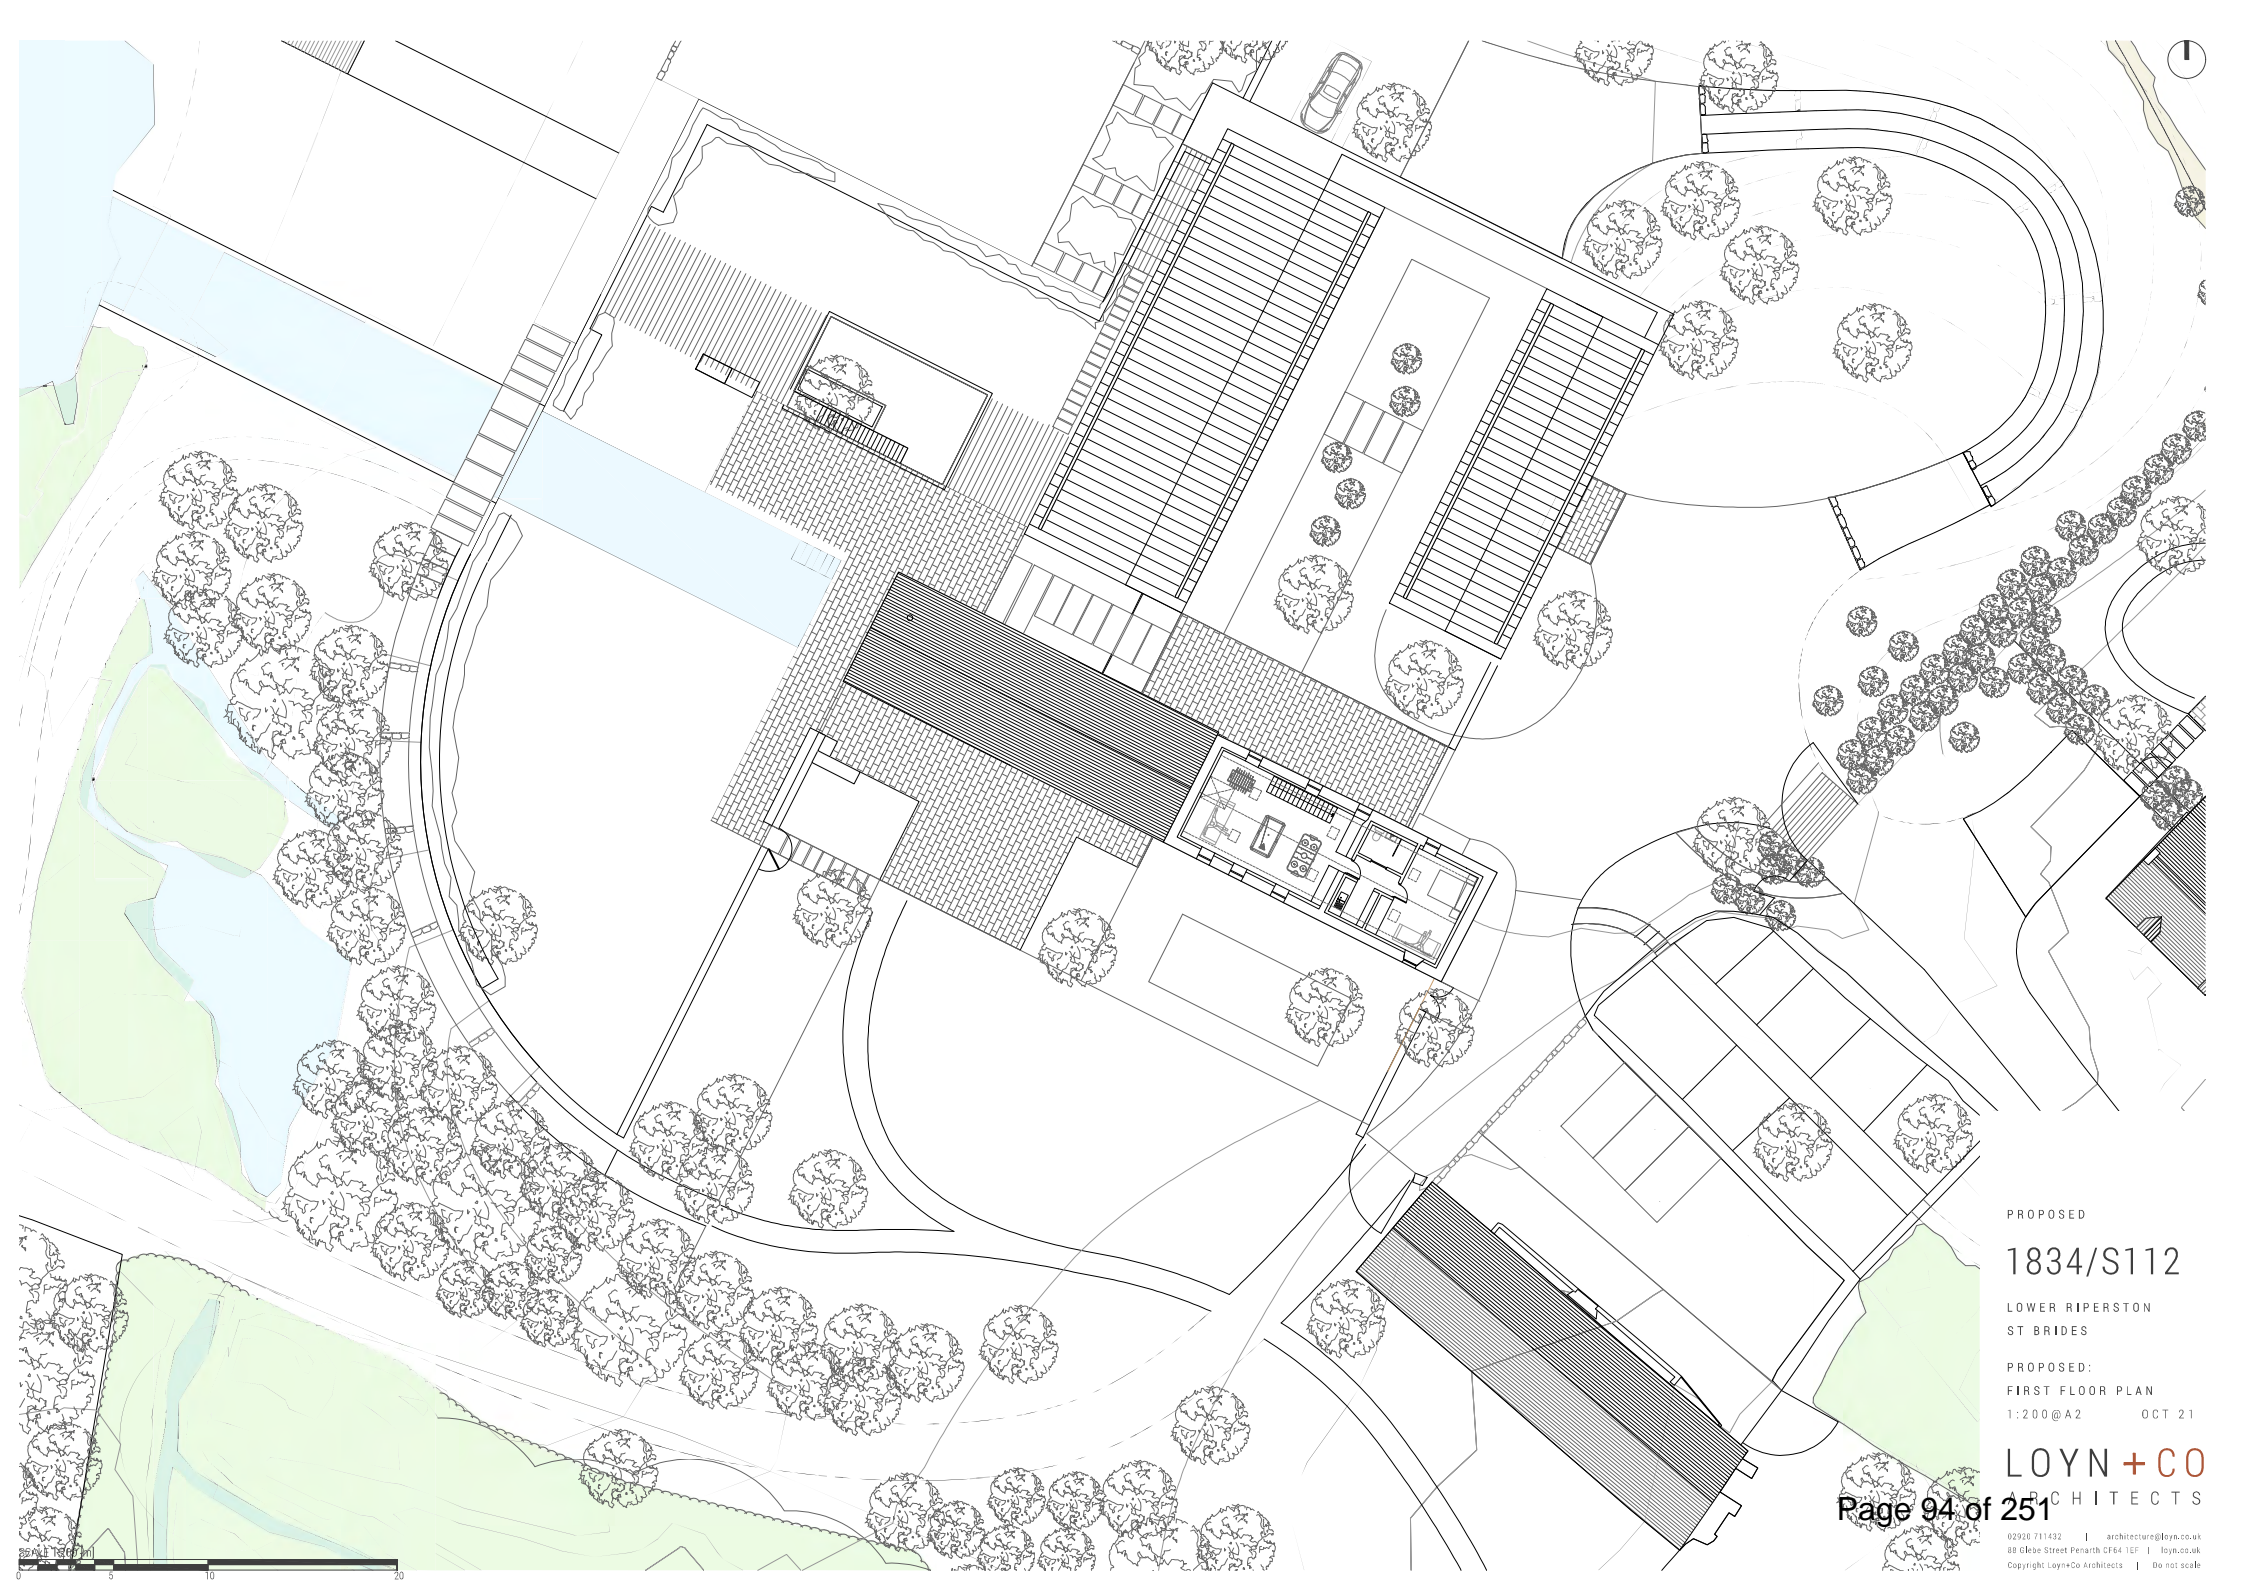 PROPOSED
1834/S112
LOWER RIPERSTON
ST BRIDES
PROPOSED:
FIRST FLOOR PLAN
1:200@A2 OCT 21
LOYN + CO
ARCHITECTS
Page 94 of 251
02920 711432 | architecture@loyn.co.uk
88 Glebe Street Penarth CF64 1EF | loyn.co.uk
Copyright Loyn+Co Architects | Do not scale
0 5 10 20